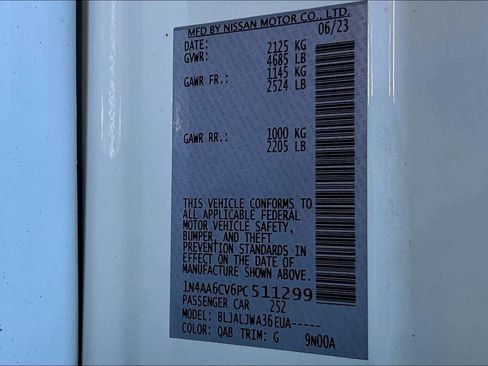 MFD BY NISSAN MOTOR CO., LTD.
DATE: 06/23
GVWR: 2125 KG
4685 LB
GAWR FR.: 1145 KG
2524 LB
GAWR RR.: 1000 KG
2205 LB
THIS VEHICLE CONFORMS TO
ALL APPLICABLE FEDERAL
MOTOR VEHICLE SAFETY,
BUMPER, AND THEFT
PREVENTION STANDARDS IN
EFFECT ON THE DATE OF
MANUFACTURE SHOWN ABOVE.
1N4AA6CV6PC511299
PASSENGER CAR 252
MODEL: BLJALJWA36EUA-----
COLOR: QAB TRIM: G 9N00A